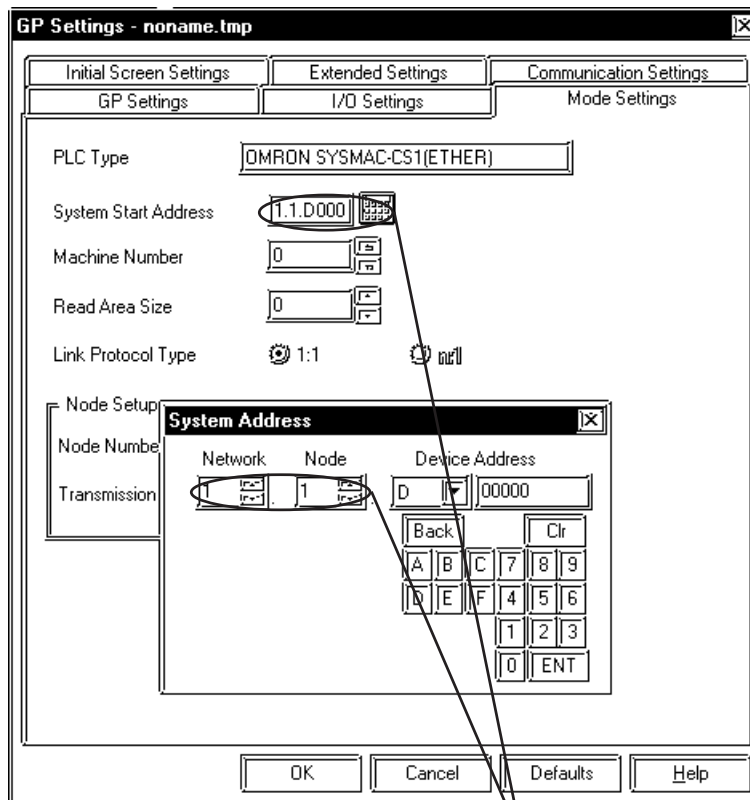 GP Settings - noname.tmp
Initial Screen Settings Extended Settings Communication Settings
GP Settings I/O Settings Mode Settings
PLC Type OMRON SYSMAC-CS1(ETHER)
System Start Address 1.1.D000
Machine Number 0
Read Area Size 0
Link Protocol Type 1:1 n:1
Node Setup
Node Numbe
Transmission
System Address
Network Node Device Address
1 . 1 . D 00000
Back Clr
A B C 7 8 9
D E F 4 5 6
1 2 3
0 ENT
OK Cancel Defaults Help